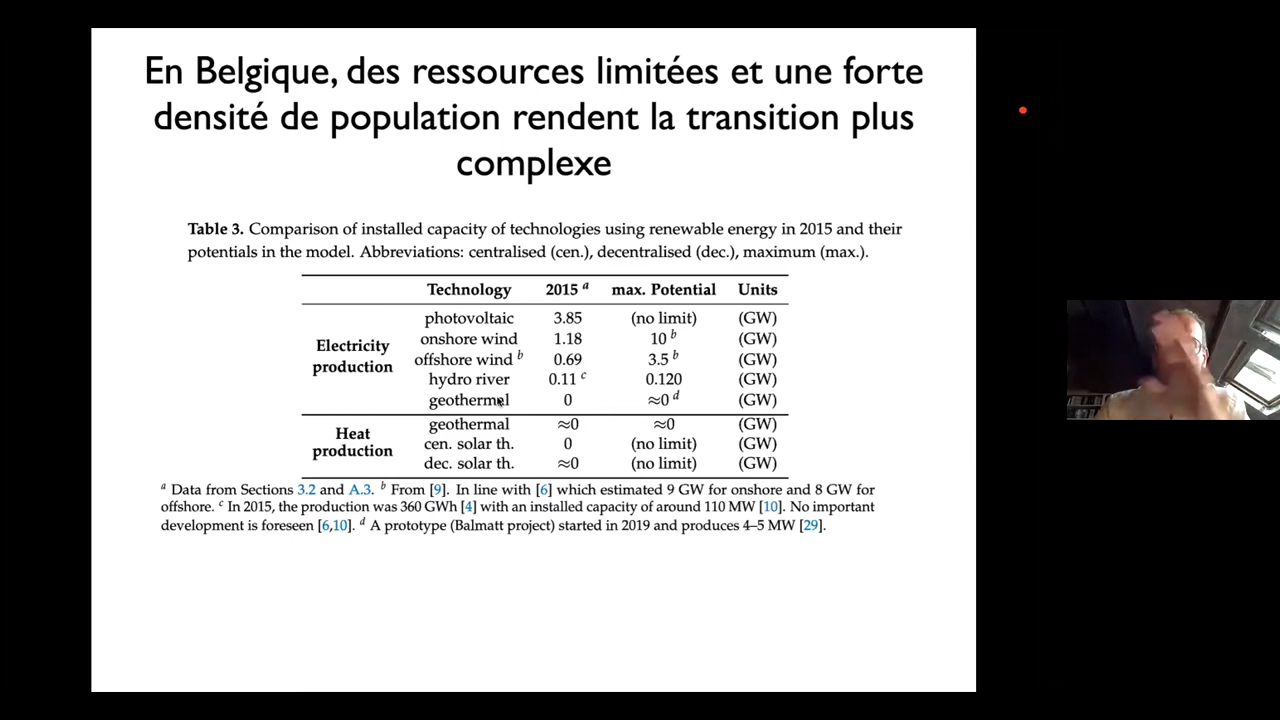 En Belgique, des ressources limitées et une forte
densité de population rendent la transition plus
complexe
Table 3. Comparison of installed capacity of technologies using renewable energy in 2015 and their
potentials in the model. Abbreviations: centralised (cen.), decentralised (dec.), maximum (max.).
Technology 2015 a max. Potential Units
Electricity production
photovoltaic 3.85 (no limit) (GW)
onshore wind 1.18 10 b (GW)
offshore wind b 0.69 3.5 b (GW)
hydro river 0.11 c 0.120 (GW)
geothermal 0 ≈0 d (GW)
Heat production
geothermal ≈0 ≈0 (GW)
cen. solar th. 0 (no limit) (GW)
dec. solar th. ≈0 (no limit) (GW)
a Data from Sections 3.2 and A.3. b From [9]. In line with [6] which estimated 9 GW for onshore and 8 GW for
offshore. c In 2015, the production was 360 GWh [4] with an installed capacity of around 110 MW [10]. No important
development is foreseen [6,10]. d A prototype (Balmatt project) started in 2019 and produces 4–5 MW [29].